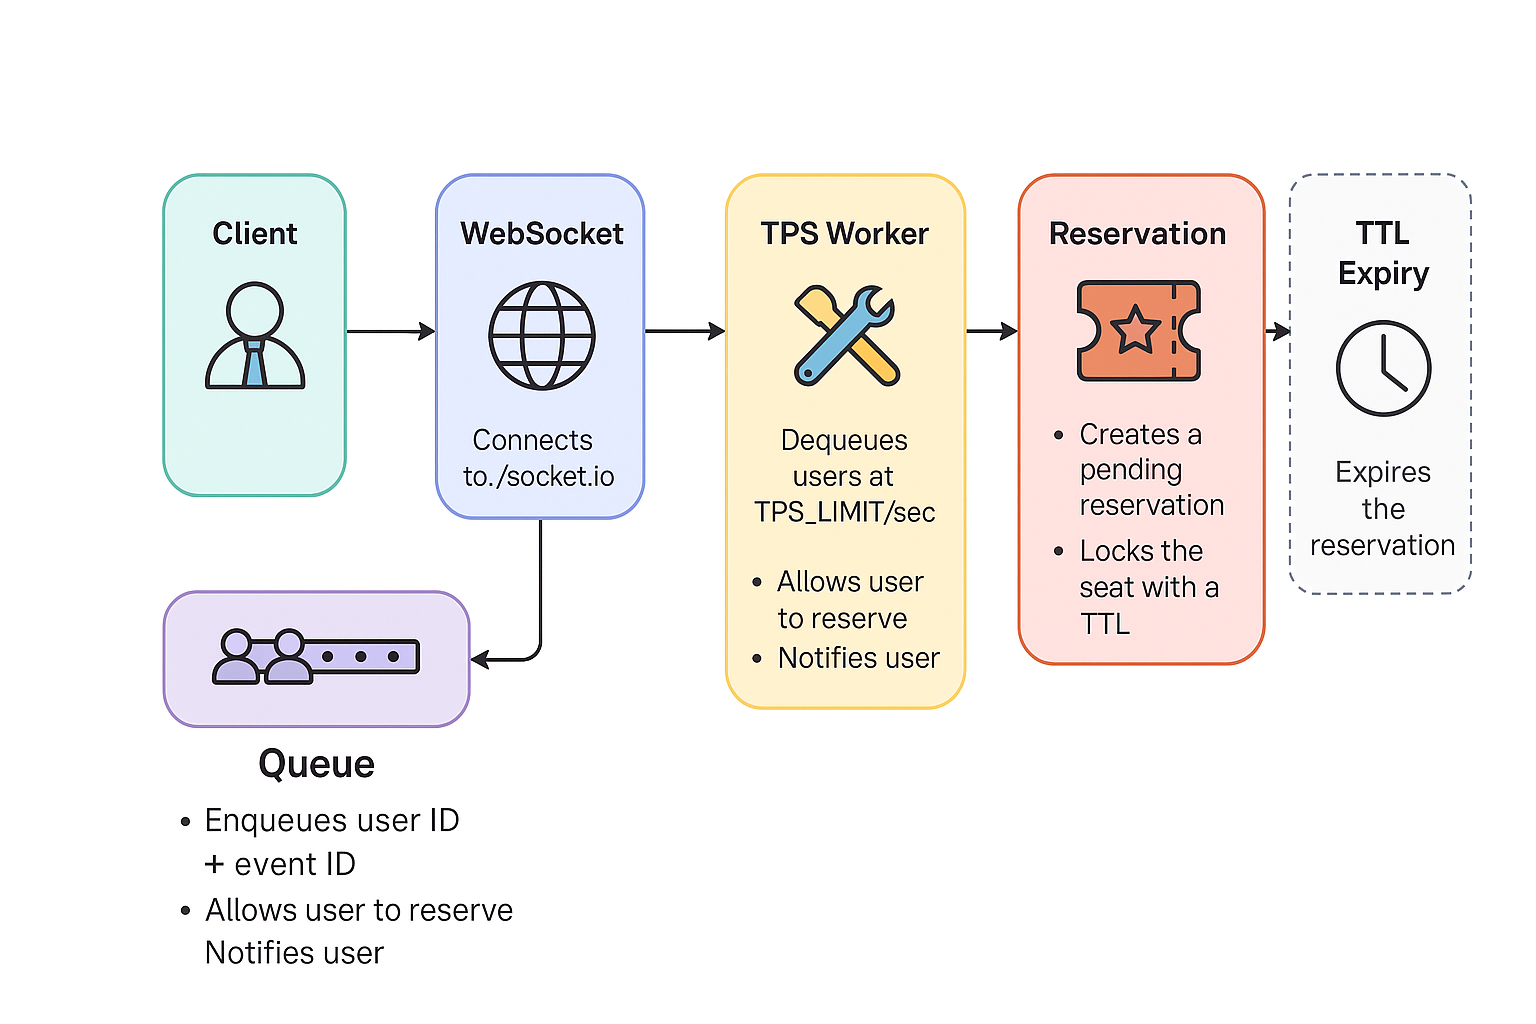 Client
WebSocket
Connects
to./socket.io
TPS Worker
Dequeues
users at
TPS_LIMIT/sec
• Allows user
to reserve
• Notifies user
Reservation
• Creates a
pending
reservation
• Locks the
seat with a
TTL
TTL
Expiry
Expires
the
reservation
Queue
• Enqueues user ID
+ event ID
• Allows user to reserve
Notifies user